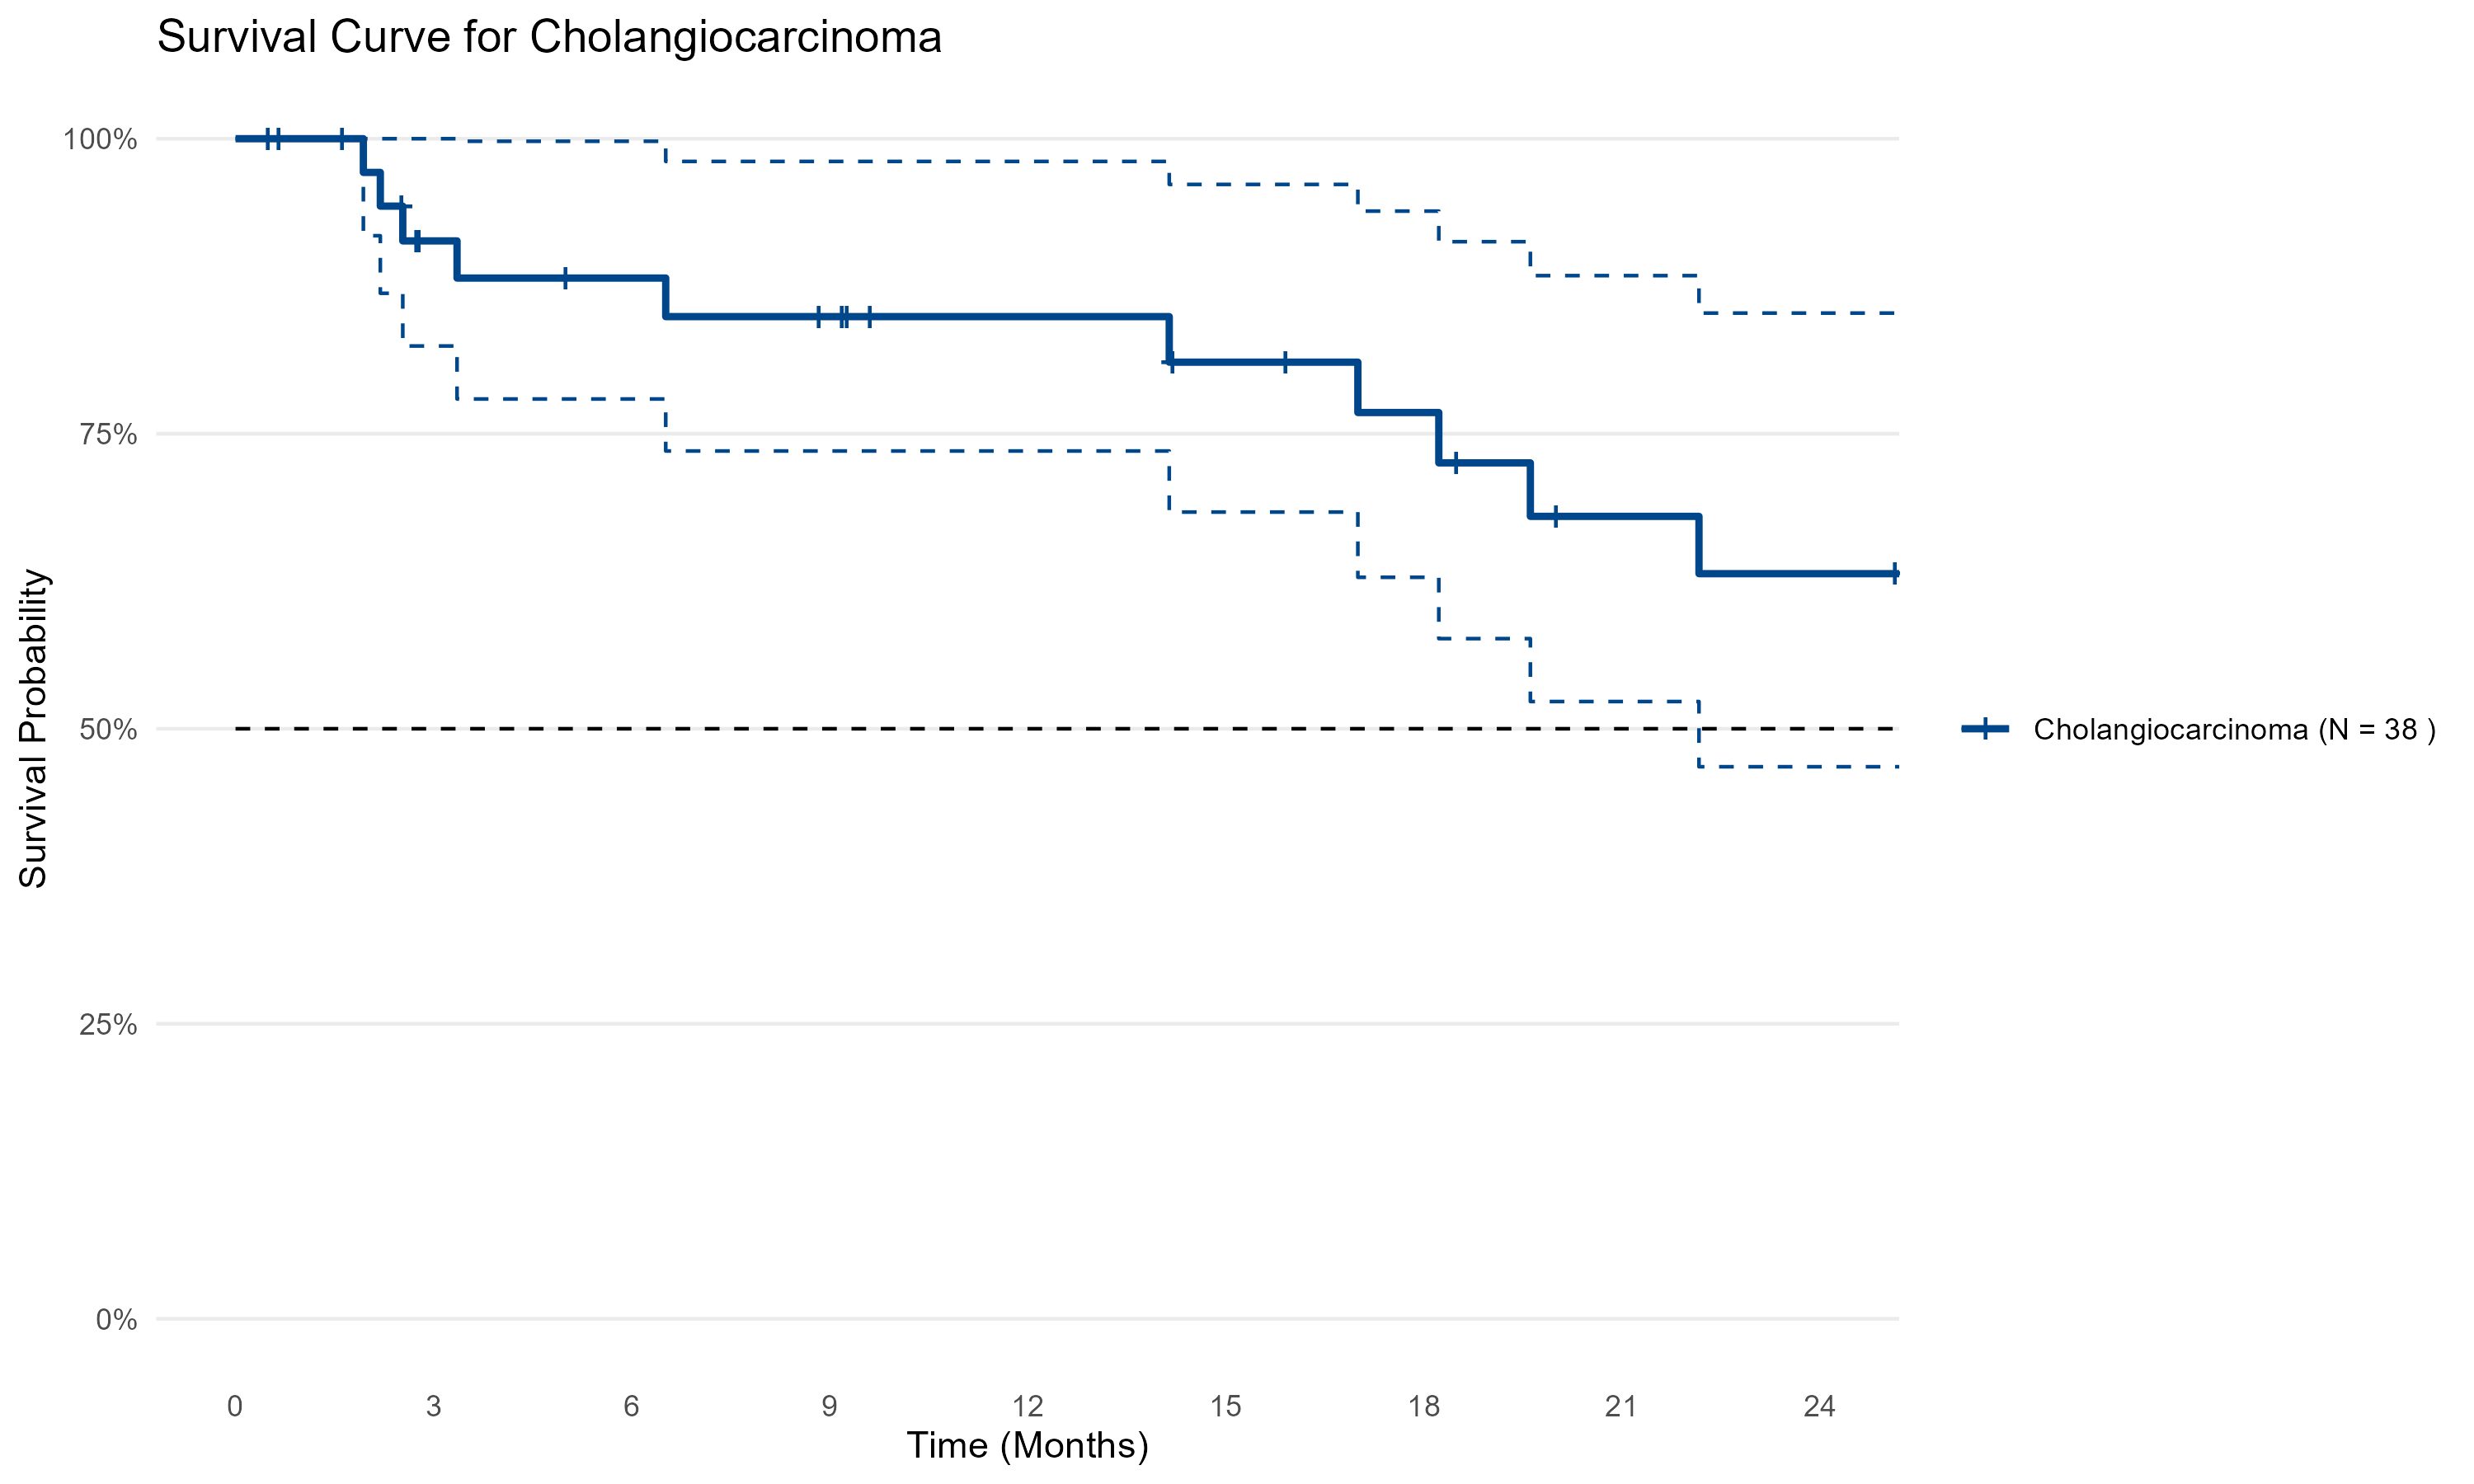 Survival Curve for Cholangiocarcinoma
100%
75%
50%
25%
0%
Survival Probability
0 3 6 9 12 15 18 21 24
Time (Months)
Cholangiocarcinoma (N = 38 )